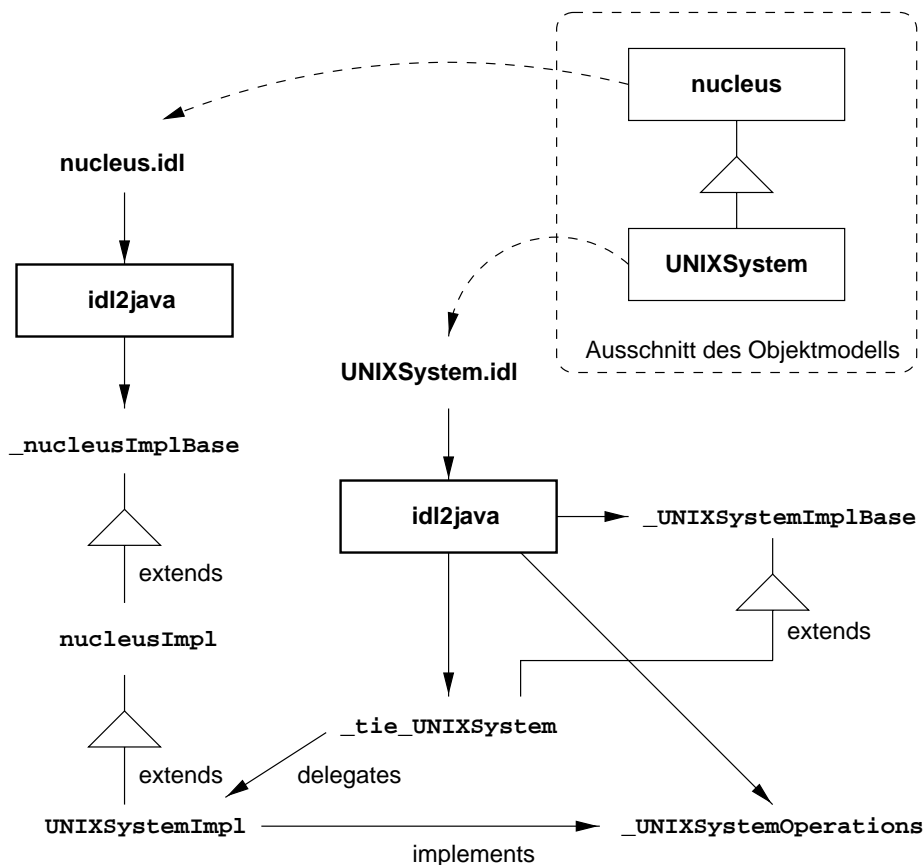 nucleus
nucleus.idl
UNIXSystem
idl2java
Ausschnitt des Objektmodells
UNIXSystem.idl
_nucleusImplBase
idl2java
_UNIXSystemImplBase
extends
nucleusImpl
extends
_tie_UNIXSystem
extends
delegates
UNIXSystemImpl
_UNIXSystemOperations
implements